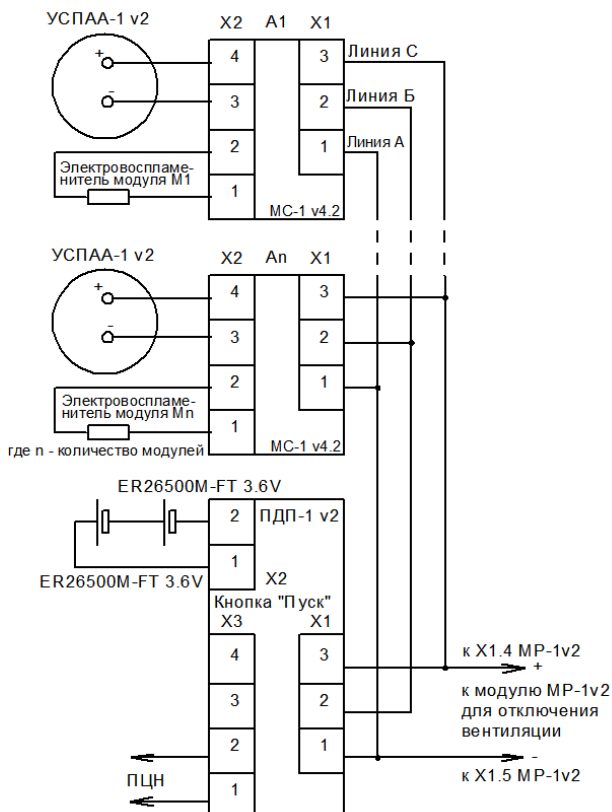 УСПАА-1 v2
X2 A1 X1
+
-
4
3
2
1
3
2
1
Линия С
Линия Б
Линия А
Электровоспламе-
нитель модуля М1
МС-1 v4.2
УСПАА-1 v2
X2 An X1
+
-
4
3
2
1
3
2
1
Электровоспламе-
нитель модуля Мn
где n - количество модулей
МС-1 v4.2
ER26500M-FT 3.6V
2
1
ПДП-1 v2
X2
ER26500M-FT 3.6V
Кнопка "Пуск"
X3 X1
4
3
2
1
3
2
1
к X1.4 МР-1v2
+
к модулю МР-1v2
для отключения
вентиляции
-
к X1.5 МР-1v2
ПЦН